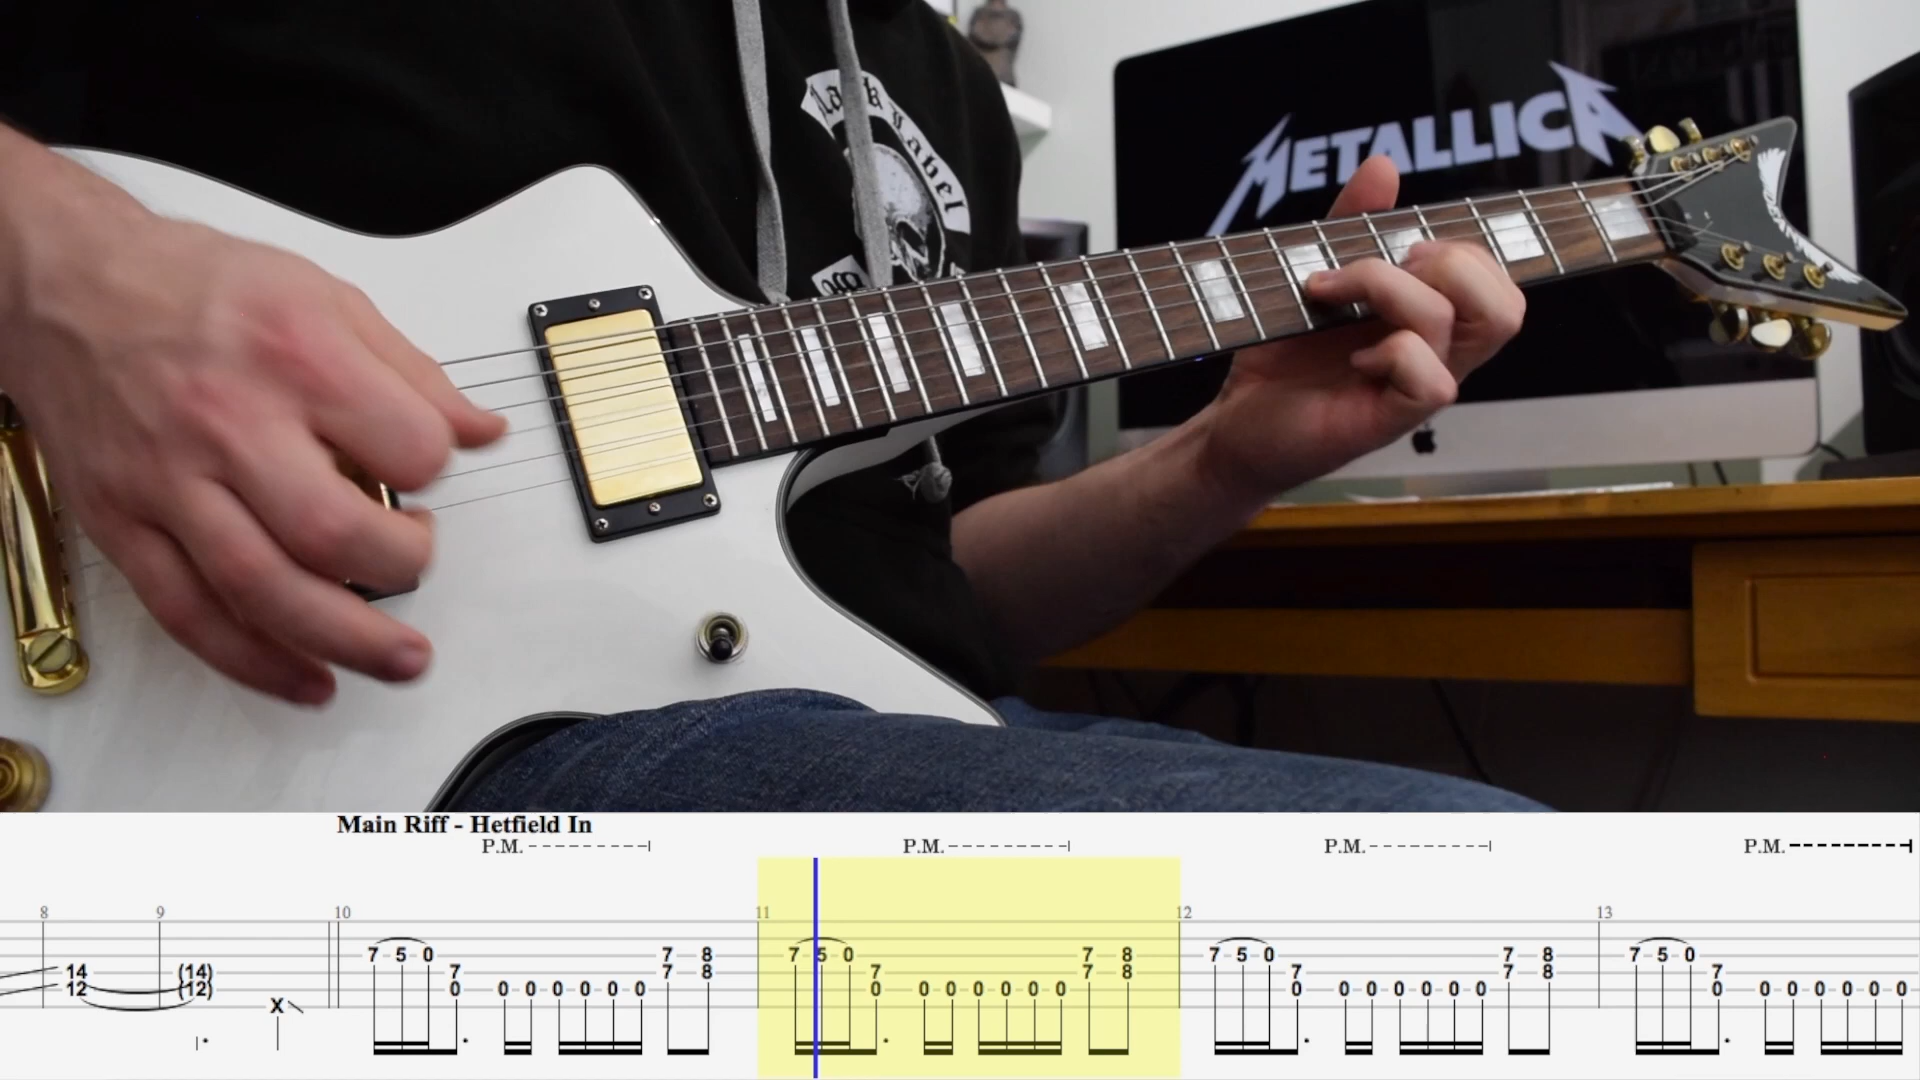 Black Label
METALLICA
Main Riff - Hetfield In
P.M. P.M. P.M. P.M.
8 9 10 11 12 13
7 5 0 7 8 7 5 0 7 8 7 5 0 7 8 7 5 0
14 (14) 7 7 8 7 7 8 7 7 8 7
12 (12) 0 0 0 0 0 0 0 0 0 0 0 0 0 0 0 0 0 0 0 0 0 0 0 0 0 0 0 0
X